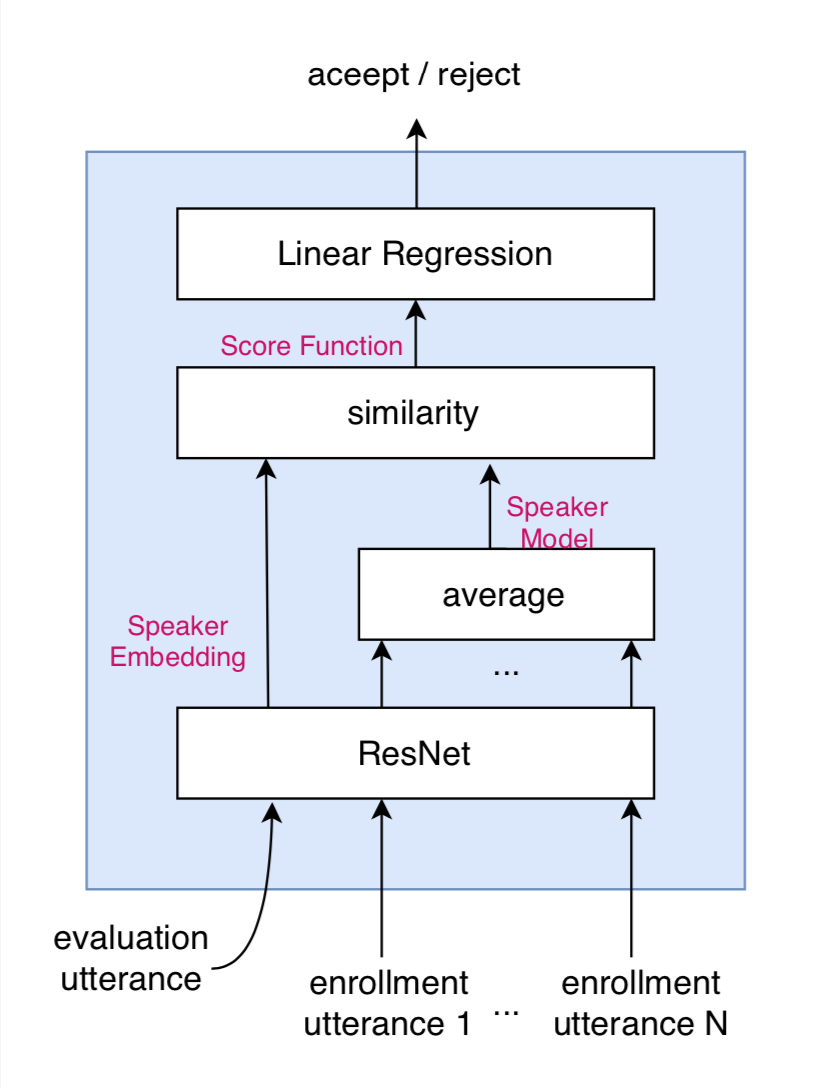 aceept / reject
Linear Regression
Score Function
similarity
Speaker
Model
average
Speaker
Embedding
...
ResNet
evaluation
utterance
enrollment
utterance 1
...
enrollment
utterance N